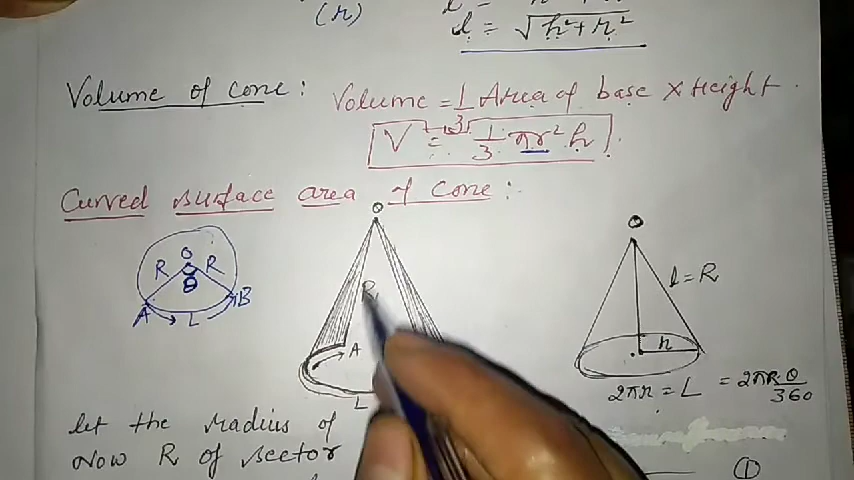 (r)
l = √h²+r²
Volume of cone: Volume = 1/3 Area of base × Height.
V = 1/3 πr² h.
Curved surface area of Cone:
O
O
O
R R
θ
R
l = R
A L B
A
r
L
2πr = L = 2πRθ/360
let the radius of
Now R of sector
①